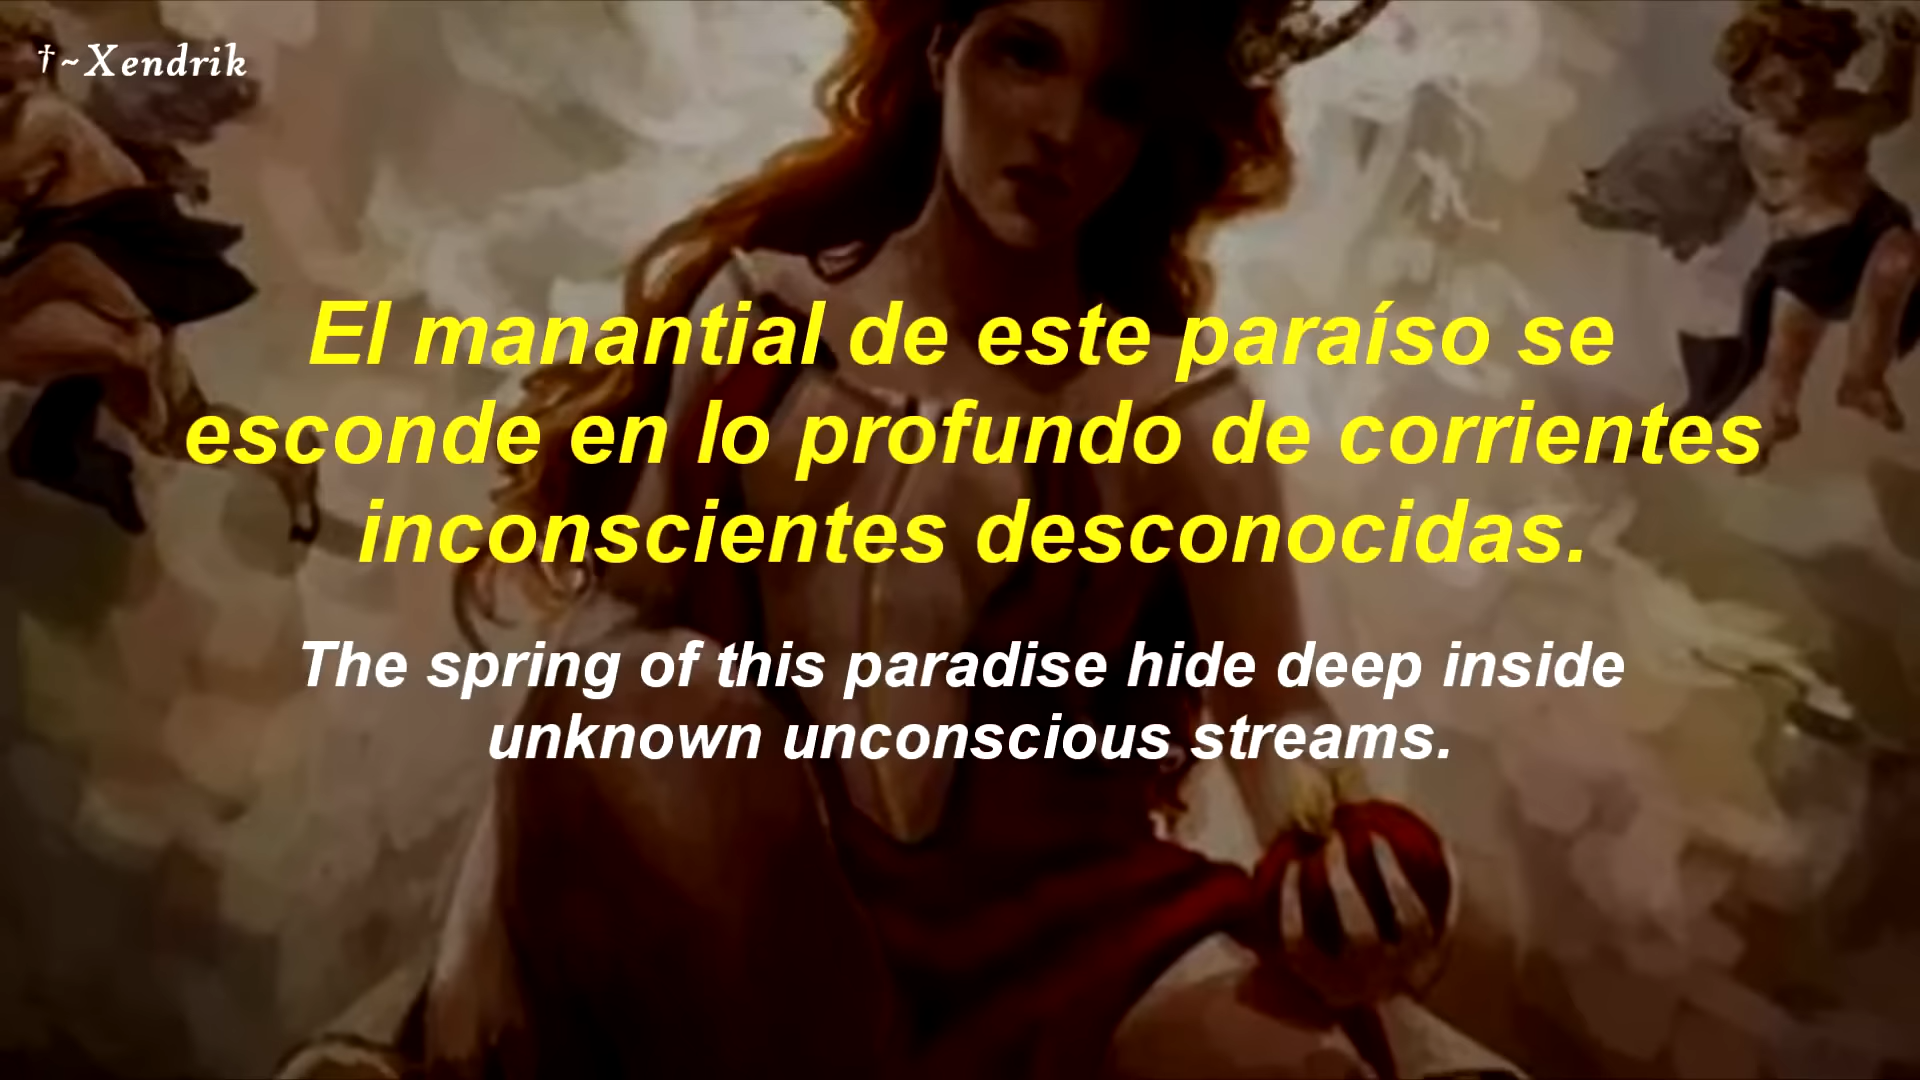 †~Xendrik
El manantial de este paraíso se
esconde en lo profundo de corrientes
inconscientes desconocidas.
The spring of this paradise hide deep inside
unknown unconscious streams.